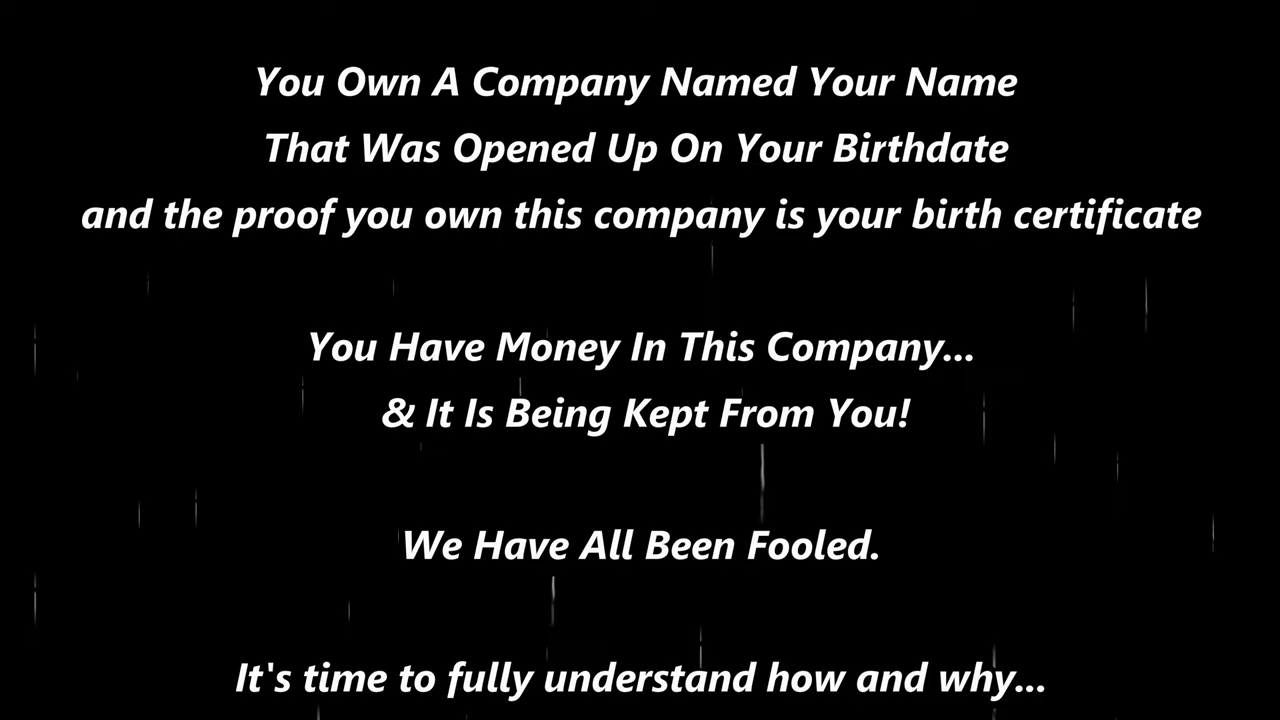 You Own A Company Named Your Name
That Was Opened Up On Your Birthdate
and the proof you own this company is your birth certificate
You Have Money In This Company...
& It Is Being Kept From You!
We Have All Been Fooled.
It's time to fully understand how and why...